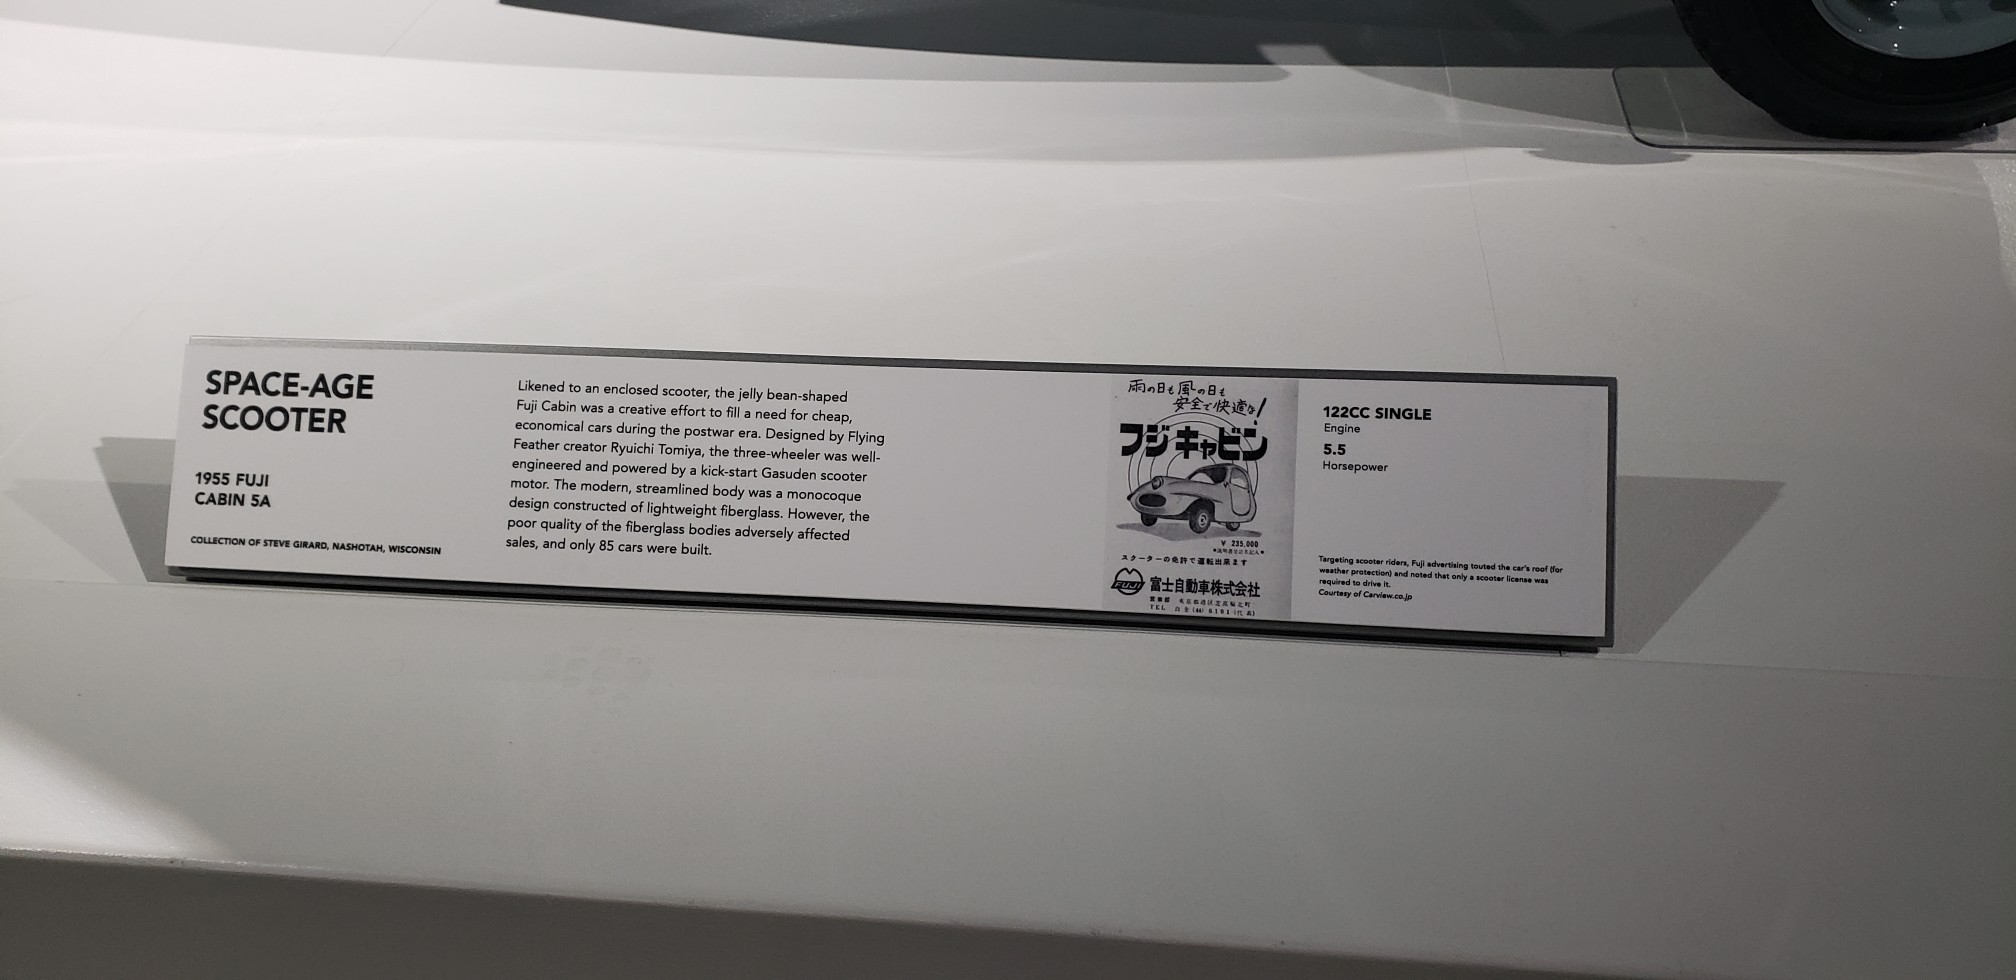 SPACE-AGE
SCOOTER
1955 FUJI
CABIN 5A
COLLECTION OF STEVE GIRARD, NASHOTAH, WISCONSIN
Likened to an enclosed scooter, the jelly bean-shaped
Fuji Cabin was a creative effort to fill a need for cheap,
economical cars during the postwar era. Designed by Flying
Feather creator Ryuichi Tomiya, the three-wheeler was well-
engineered and powered by a kick-start Gasuden scooter
motor. The modern, streamlined body was a monocoque
design constructed of lightweight fiberglass. However, the
poor quality of the fiberglass bodies adversely affected
sales, and only 85 cars were built.
雨の日も風の日も
安全で快適な!
フジキャビン
¥ 235,000
スクーターの免許で運転出来ます
FUJI
富士自動車株式会社
営業部
TEL
122CC SINGLE
Engine
5.5
Horsepower
Targeting scooter riders, Fuji advertising touted the car's roof (for
weather protection) and noted that only a scooter license was
required to drive it.
Courtesy of Carview.co.jp